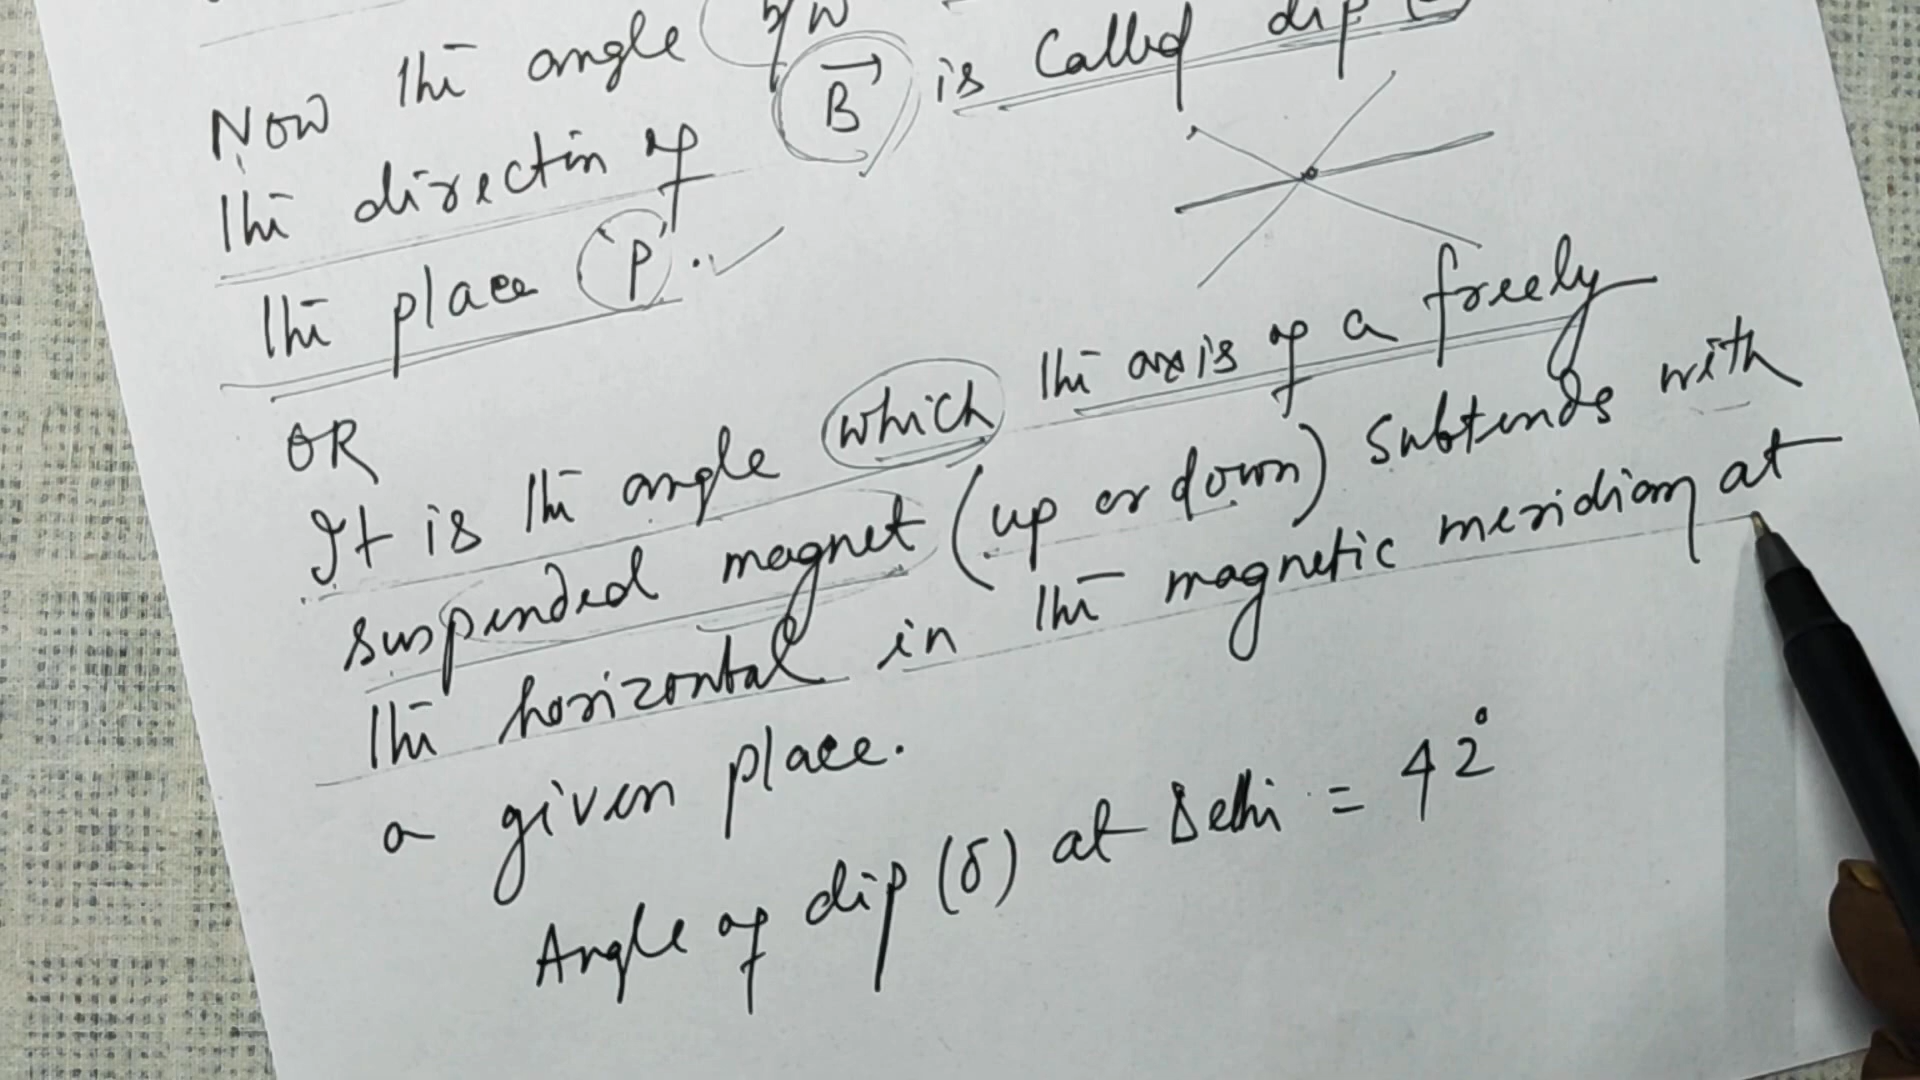 Now the angle b/w
the direction of B is called dip
the place 'P'.
OR
It is the angle which the axis of a freely
suspended magnet (up or down) subtends with
the horizontal in the magnetic meridian at
a given place.
Angle of dip (δ) at Delhi = 42°